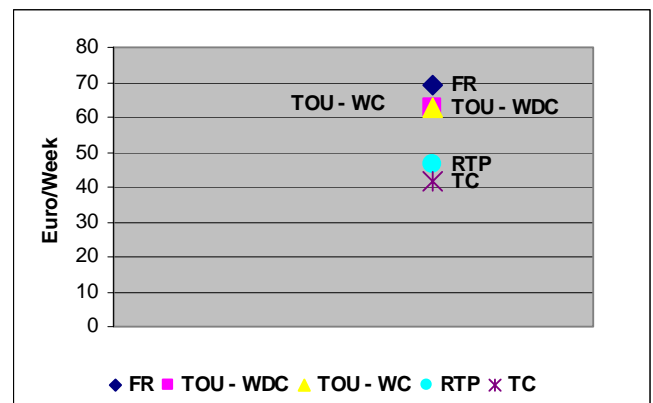 80
70
60
50
40
30
20
10
0
Euro/Week
FR
TOU - WC
TOU - WDC
RTP
TC
FR TOU - WDC TOU - WC RTP TC